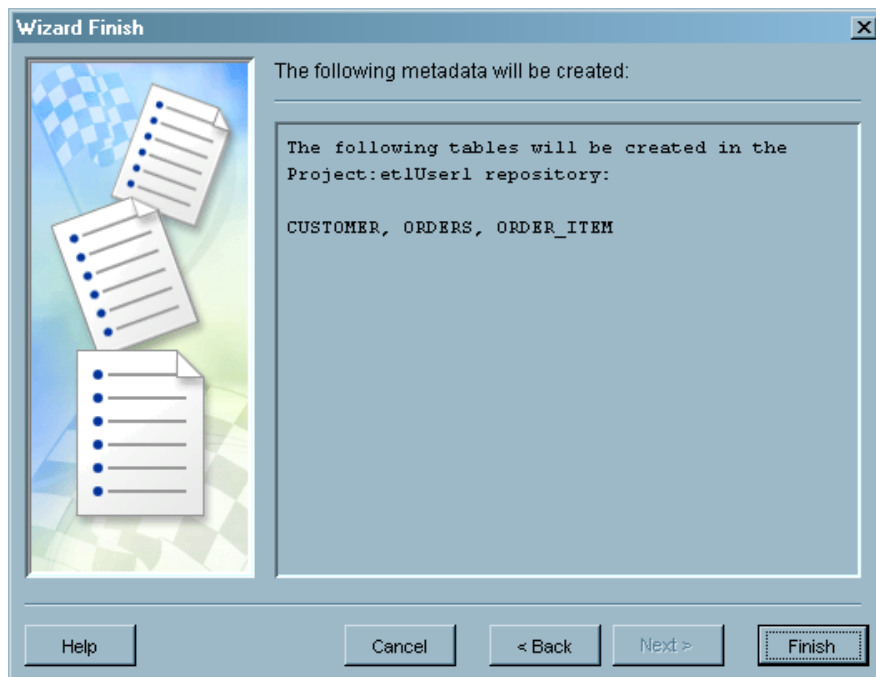 Wizard Finish
The following metadata will be created:
The following tables will be created in the
Project:etlUser1 repository:
CUSTOMER, ORDERS, ORDER_ITEM
Help
Cancel
< Back
Next >
Finish